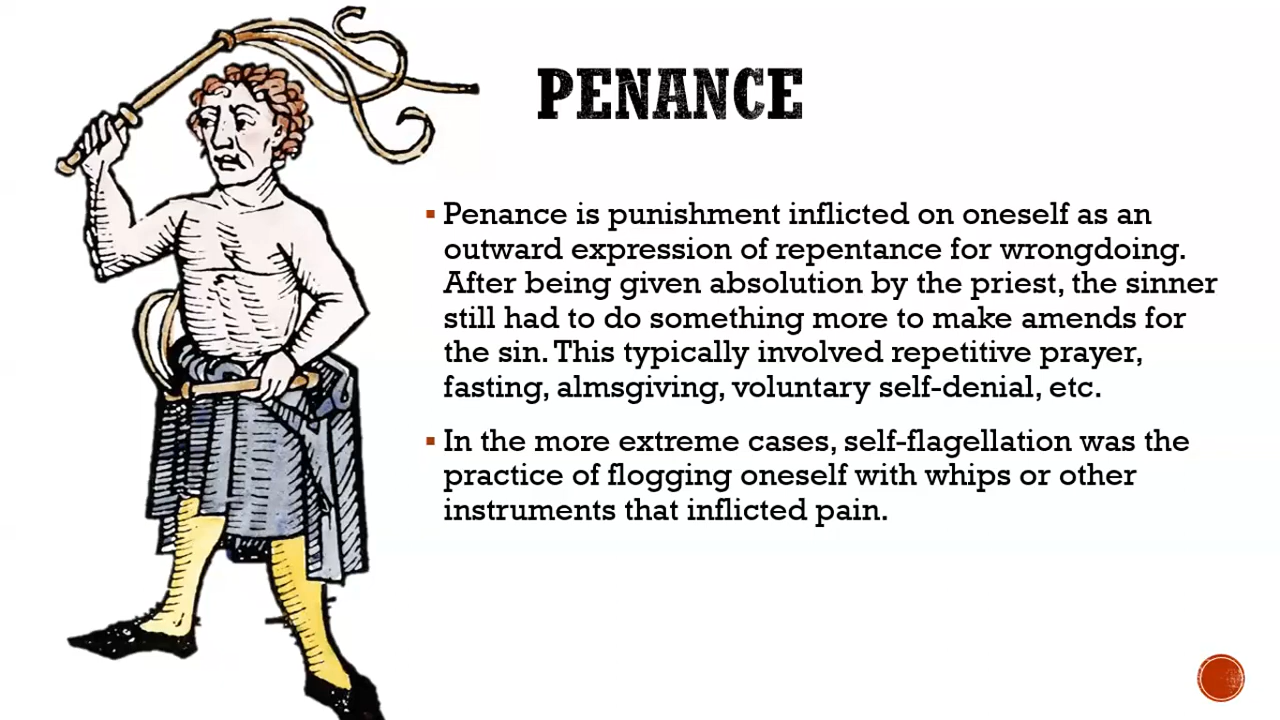 PENANCE
▪ Penance is punishment inflicted on oneself as an
outward expression of repentance for wrongdoing.
After being given absolution by the priest, the sinner
still had to do something more to make amends for
the sin. This typically involved repetitive prayer,
fasting, almsgiving, voluntary self-denial, etc.
▪ In the more extreme cases, self-flagellation was the
practice of flogging oneself with whips or other
instruments that inflicted pain.